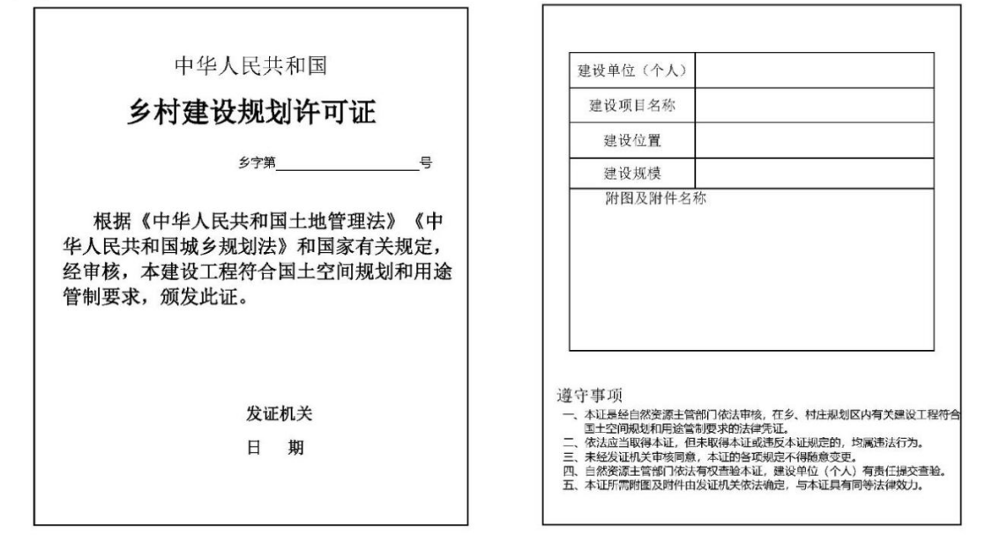 中华人民共和国
乡村建设规划许可证
乡字第 号
根据《中华人民共和国土地管理法》《中
华人民共和国城乡规划法》和国家有关规定，
经审核，本建设工程符合国土空间规划和用途
管制要求，颁发此证。
发证机关
日 期
建设单位（个人）
建设项目名称
建设位置
建设规模
附图及附件名称
遵守事项
一、本证是经自然资源主管部门依法审核，在乡、村庄规划区内有关建设工程符合
国土空间规划和用途管制要求的法律凭证。
二、依法应当取得本证，但未取得本证或违反本证规定的，均属违法行为。
三、未经发证机关审核同意，本证的各项规定不得随意变更。
四、自然资源主管部门依法有权查验本证，建设单位（个人）有责任提交查验。
五、本证所需附图及附件由发证机关依法确定，与本证具有同等法律效力。